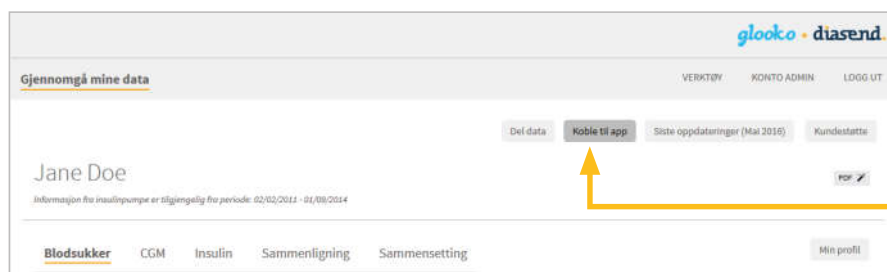 glooko · diasend.
Gjennomgå mine data
VERKTØY KONTO ADMIN LOGG UT
Del data Koble til app Siste oppdateringer (Mai 2016) Kundestøtte
Jane Doe
PDF
Informasjon fra insulinpumpe er tilgjengelig fra periode: 02/02/2011 - 01/09/2014
Blodsukker CGM Insulin Sammenligning Sammensetting
Min profil